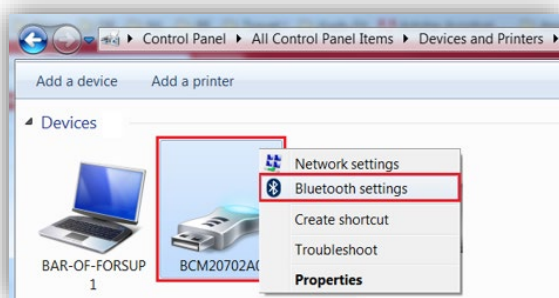 Control Panel ▸ All Control Panel Items ▸ Devices and Printers ▸
Add a device Add a printer
Devices
Network settings
Bluetooth settings
Create shortcut
Troubleshoot
Properties
BAR-OF-FORSUP
1
BCM20702A0